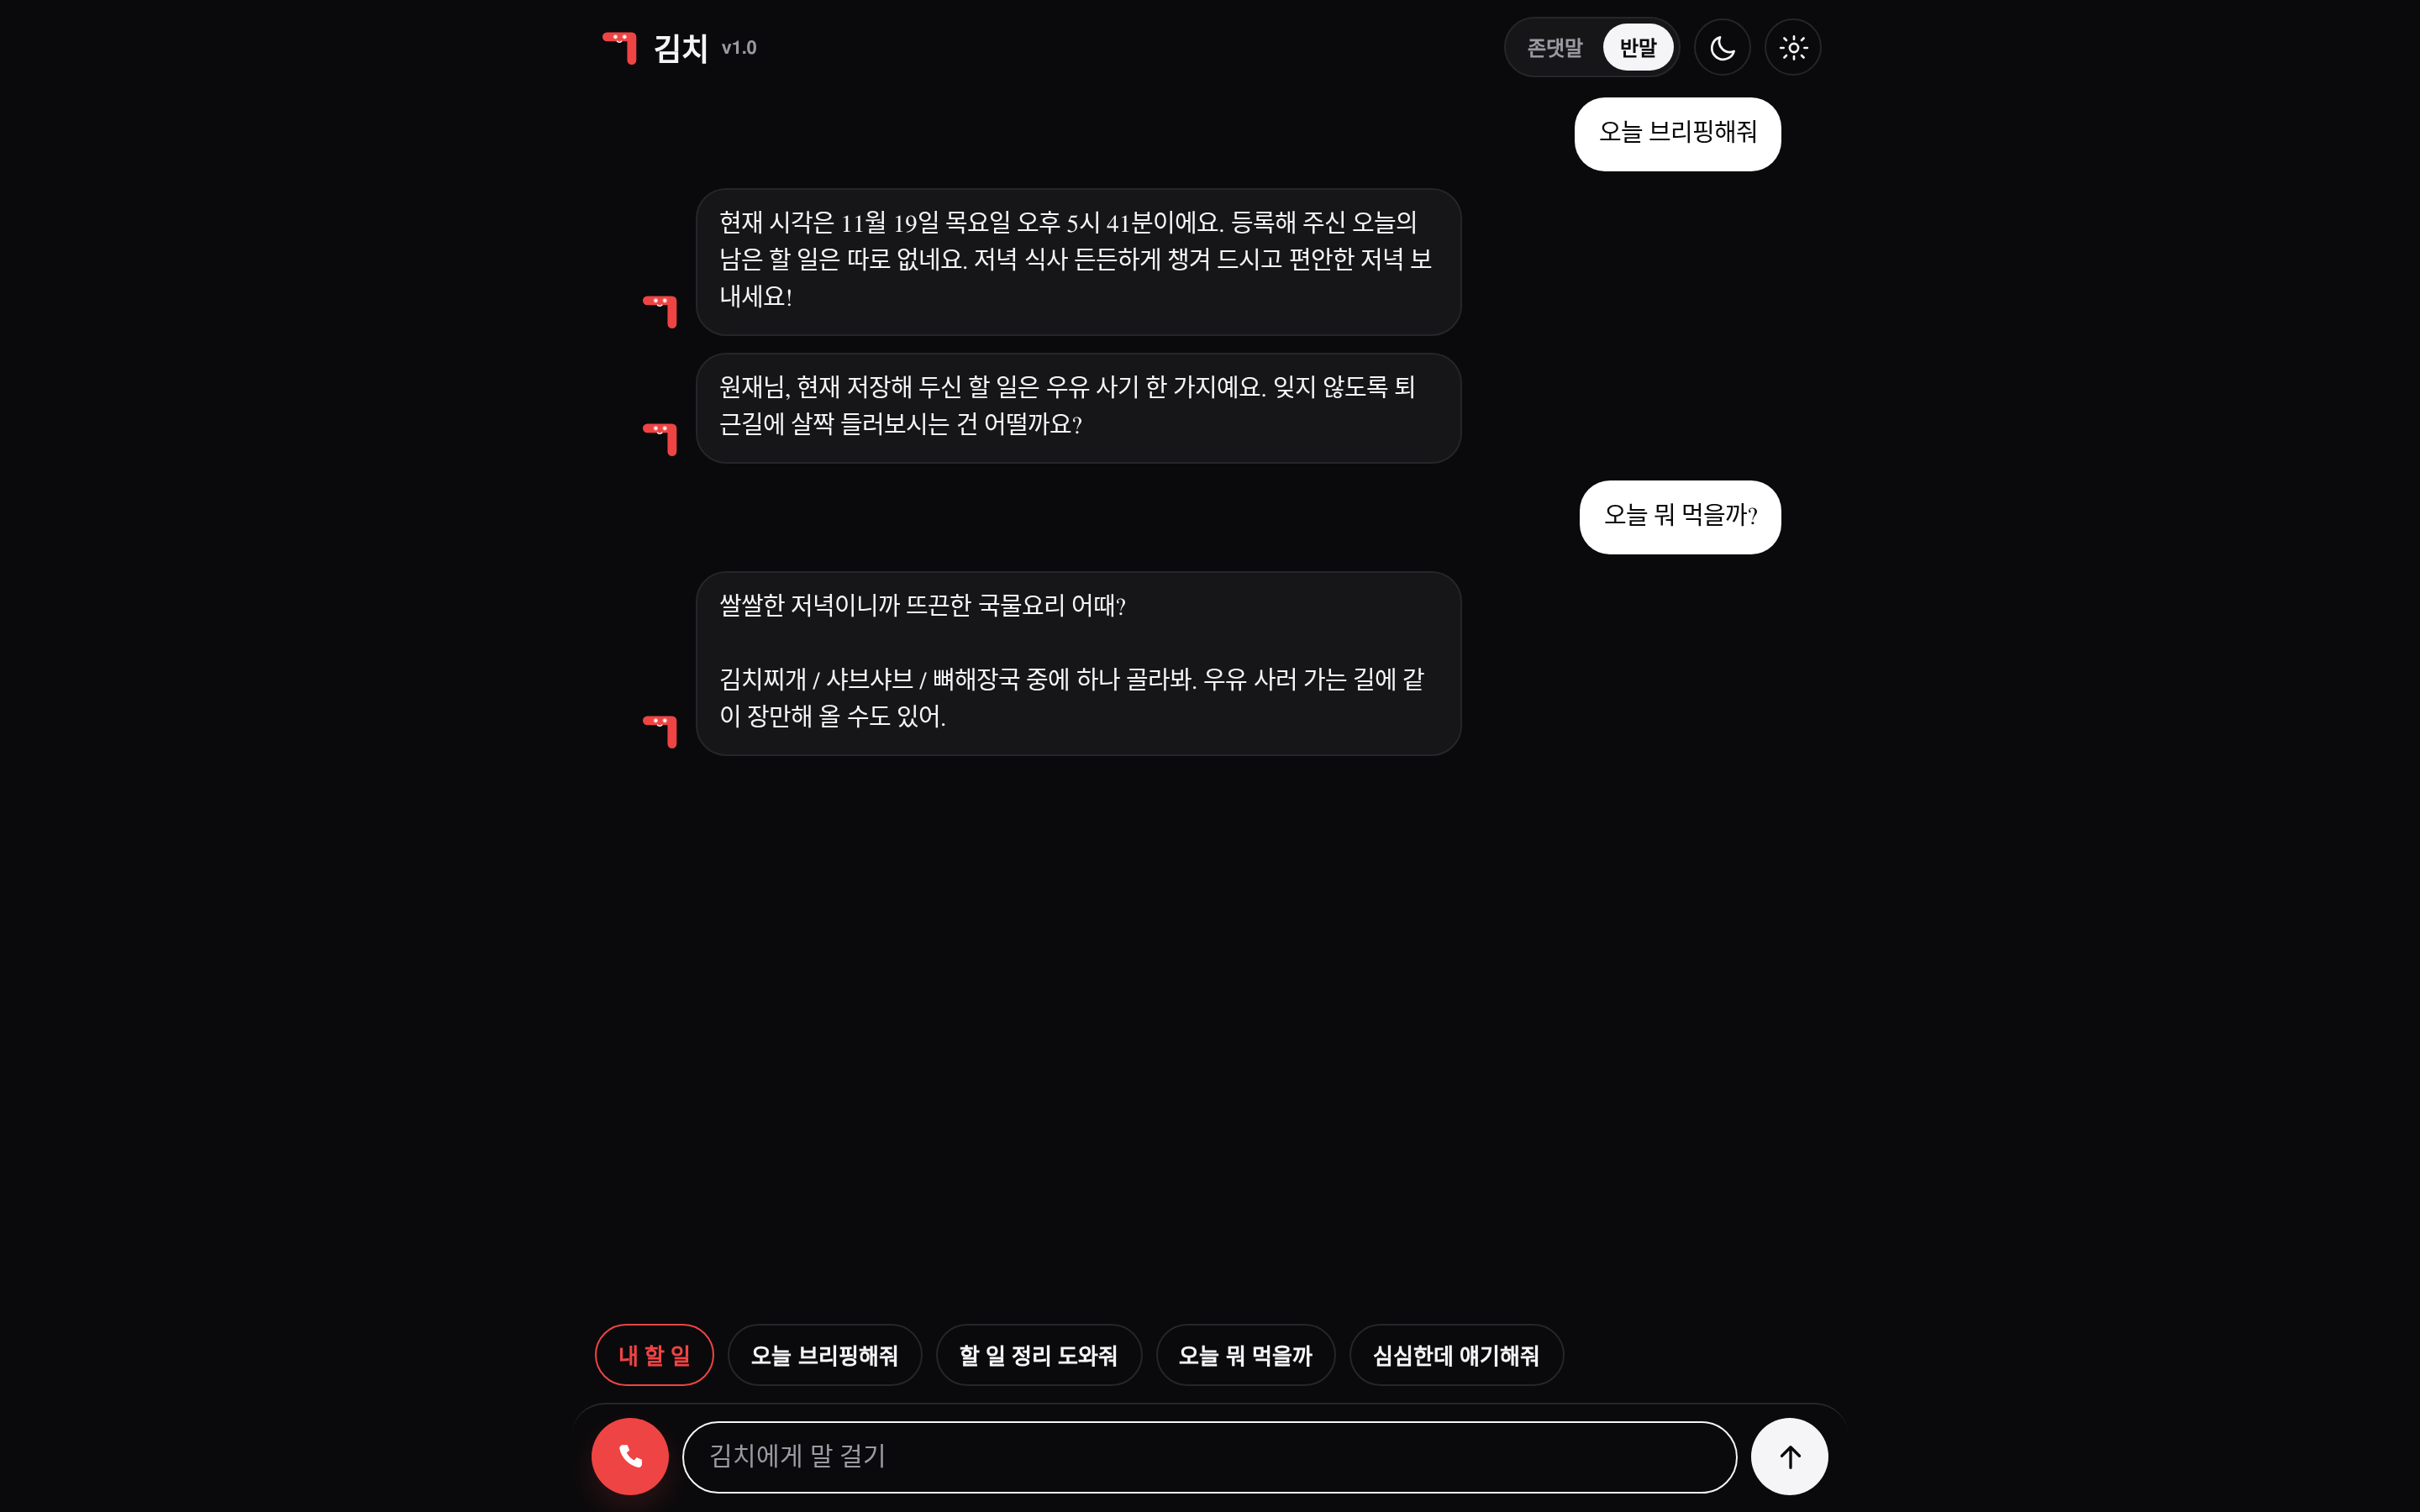 김치 v1.0
존댓말 반말
오늘 브리핑해줘
현재 시각은 11월 19일 목요일 오후 5시 41분이에요. 등록해 주신 오늘의
남은 할 일은 따로 없네요. 저녁 식사 든든하게 챙겨 드시고 편안한 저녁 보
내세요!
원재님, 현재 저장해 두신 할 일은 우유 사기 한 가지예요. 잊지 않도록 퇴
근길에 살짝 들러보시는 건 어떨까요?
오늘 뭐 먹을까?
쌀쌀한 저녁이니까 뜨끈한 국물요리 어때?
김치찌개 / 샤브샤브 / 뼈해장국 중에 하나 골라봐. 우유 사러 가는 길에 같
이 장만해 올 수도 있어.
내 할 일 오늘 브리핑해줘 할 일 정리 도와줘 오늘 뭐 먹을까 심심한데 얘기해줘
김치에게 말 걸기